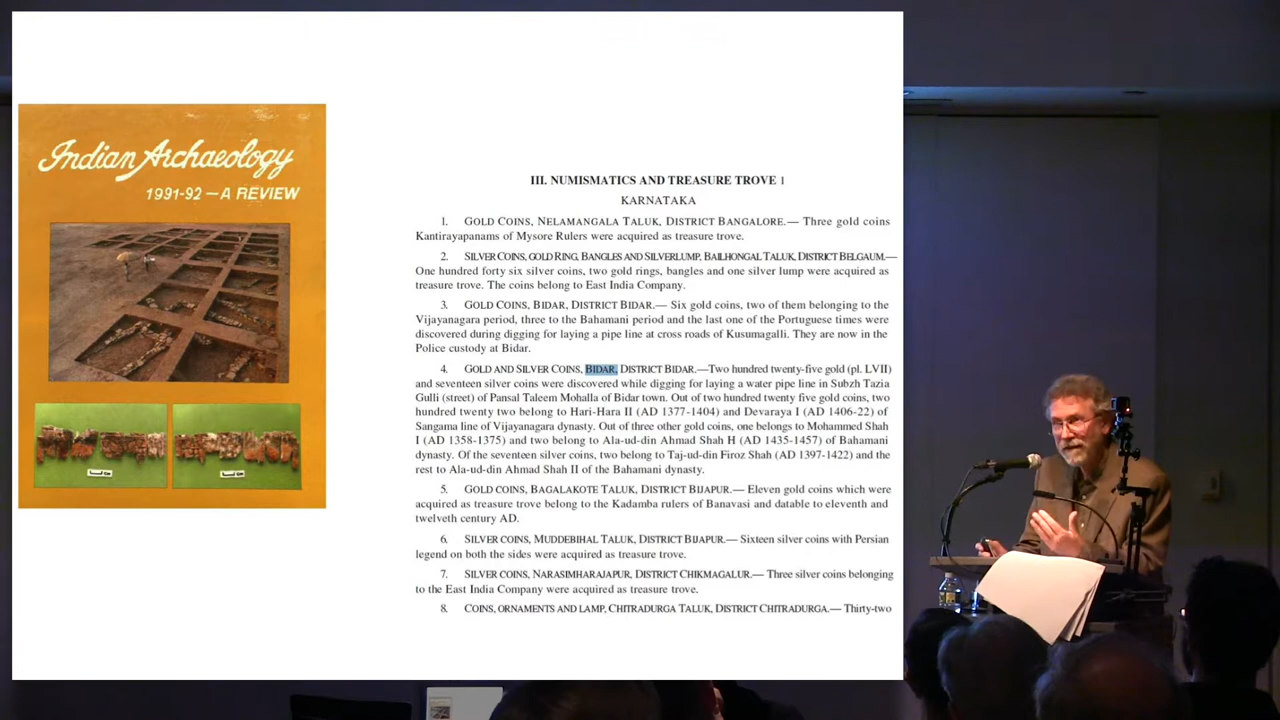 Indian Archaeology
1991-92 — A REVIEW
III. NUMISMATICS AND TREASURE TROVE 1
KARNATAKA
1. GOLD COINS, NELAMANGALA TALUK, DISTRICT BANGALORE.— Three gold coins
Kantirayapanams of Mysore Rulers were acquired as treasure trove.
2. SILVER COINS, GOLD RING, BANGLES AND SILVERLUMP, BAILHONGAL TALUK, DISTRICT BELGAUM.—
One hundred forty six silver coins, two gold rings, bangles and one silver lump were acquired as
treasure trove. The coins belong to East India Company.
3. GOLD COINS, BIDAR, DISTRICT BIDAR.— Six gold coins, two of them belonging to the
Vijayanagara period, three to the Bahamani period and the last one of the Portuguese times were
discovered during digging for laying a pipe line at cross roads of Kusumagalli. They are now in the
Police custody at Bidar.
4. GOLD AND SILVER COINS, BIDAR, DISTRICT BIDAR.—Two hundred twenty-five gold (pl. LVII)
and seventeen silver coins were discovered while digging for laying a water pipe line in Subzh Tazia
Gulli (street) of Pansal Taleem Mohalla of Bidar town. Out of two hundred twenty five gold coins, two
hundred twenty two belong to Hari-Hara II (AD 1377-1404) and Devaraya I (AD 1406-22) of
Sangama line of Vijayanagara dynasty. Out of three other gold coins, one belongs to Mohammed Shah
I (AD 1358-1375) and two belong to Ala-ud-din Ahmad Shah H (AD 1435-1457) of Bahamani
dynasty. Of the seventeen silver coins, two belong to Taj-ud-din Firoz Shah (AD 1397-1422) and the
rest to Ala-ud-din Ahmad Shah II of the Bahamani dynasty.
5. GOLD COINS, BAGALAKOTE TALUK, DISTRICT BIJAPUR.— Eleven gold coins which were
acquired as treasure trove belong to the Kadamba rulers of Banavasi and datable to eleventh and
twelveth century AD.
6. SILVER COINS, MUDDEBIHAL TALUK, DISTRICT BIJAPUR.— Sixteen silver coins with Persian
legend on both the sides were acquired as treasure trove.
7. SILVER COINS, NARASIMHARAJAPUR, DISTRICT CHIKMAGALUR.— Three silver coins belonging
to the East India Company were acquired as treasure trove.
8. COINS, ORNAMENTS AND LAMP, CHITRADURGA TALUK, DISTRICT CHITRADURGA.— Thirty-two